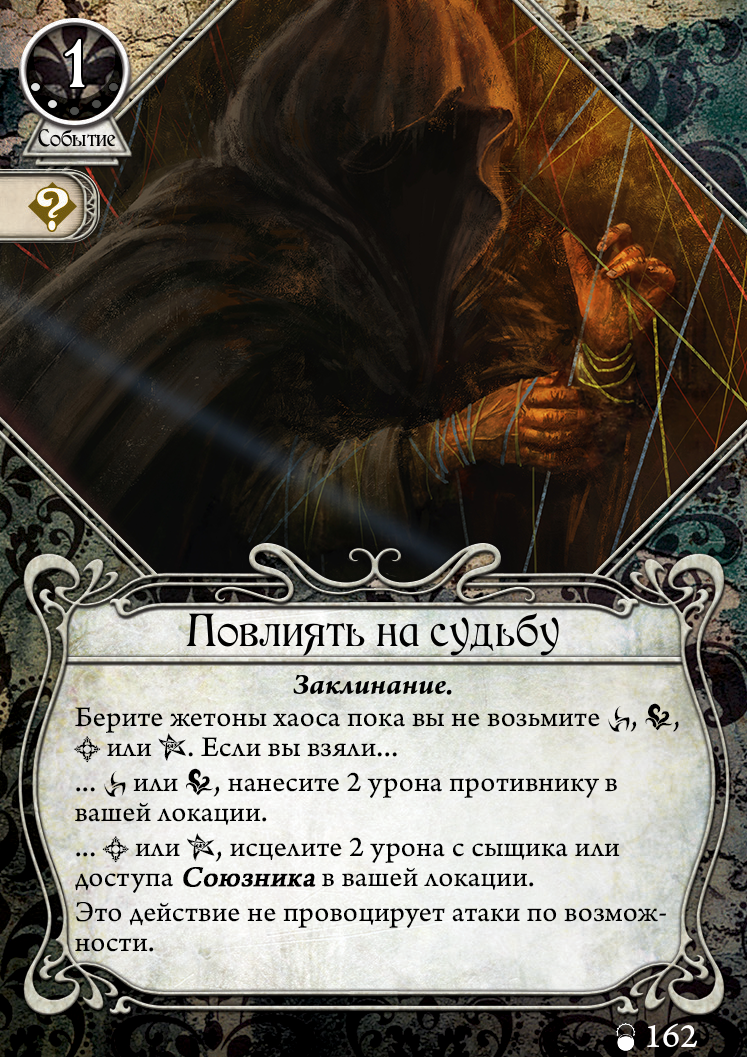 1
Событие
?
Повлиять на судьбу
Заклинание.
Берите жетоны хаоса пока вы не возьмите , ,
 или . Если вы взяли...
... или , нанесите 2 урона противнику в
вашей локации.
... или , исцелите 2 урона с сыщика или
доступа Союзника в вашей локации.
Это действие не провоцирует атаки по возмож-
ности.
162